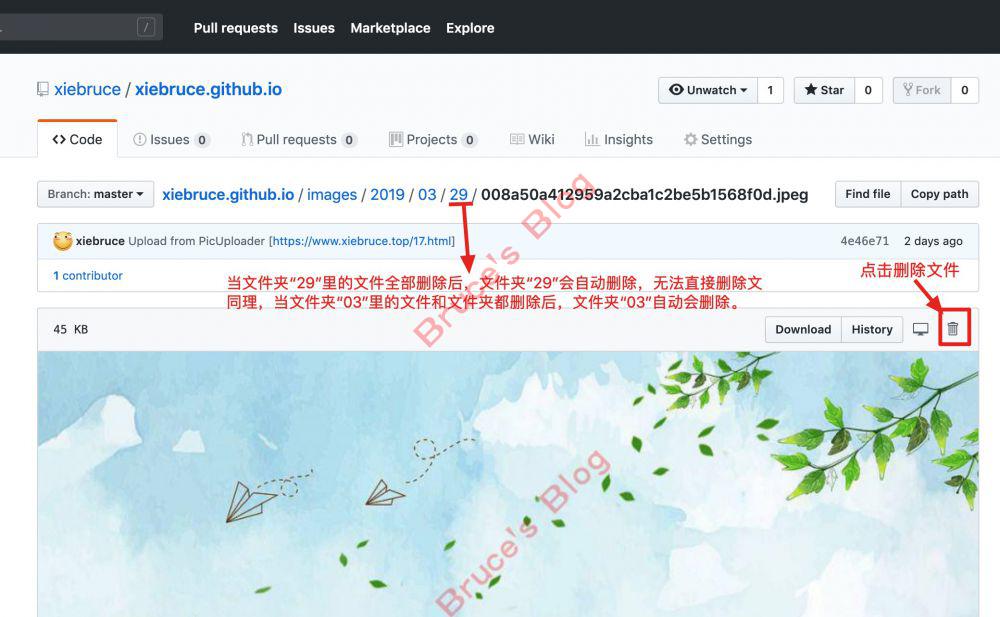 /
Pull requests Issues Marketplace Explore
xiebruce / xiebruce.github.io
Unwatch 1 Star 0 Fork 0
Code Issues 0 Pull requests 0 Projects 0 Wiki Insights Settings
Branch: master xiebruce.github.io / images / 2019 / 03 / 29 / 008a50a412959a2cba1c2be5b1568f0d.jpeg Find file Copy path
xiebruce Upload from PicUploader [https://www.xiebruce.top/17.html] 4e46e71 2 days ago
1 contributor
点击删除文件
当文件夹“29”里的文件全部删除后，文件夹“29”会自动删除，无法直接删除文
同理，当文件夹“03”里的文件和文件夹都删除后，文件夹“03”自动会删除。
45 KB Download History
Bruce's Blog
Bruce's Blog